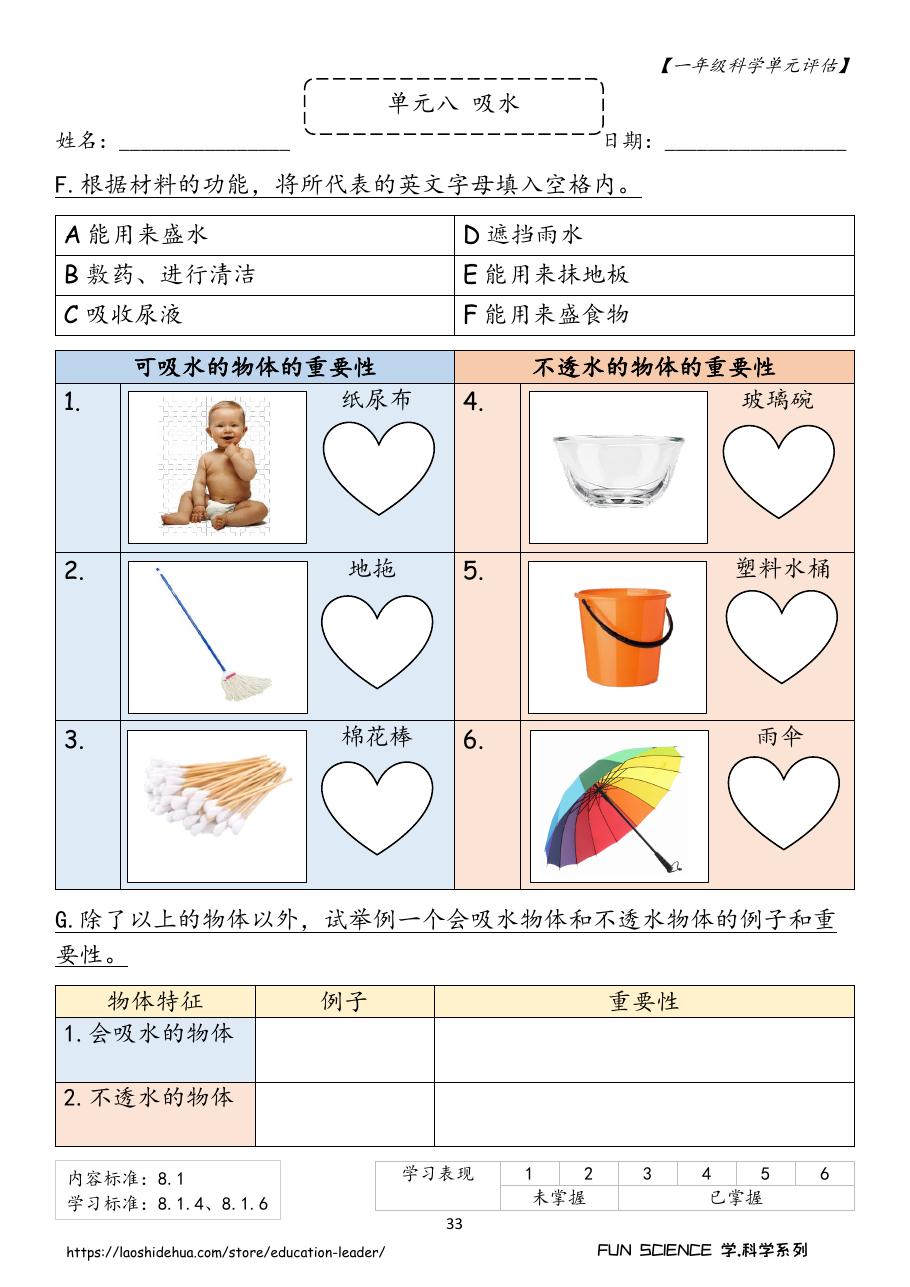 【一年级科学单元评估】
单元八 吸水
姓名：________________ 日期：_________________
F.根据材料的功能，将所代表的英文字母填入空格内。
A 能用来盛水 D 遮挡雨水
B 敷药、进行清洁 E 能用来抹地板
C 吸收尿液 F 能用来盛食物
可吸水的物体的重要性 不透水的物体的重要性
1. 纸尿布 4. 玻璃碗
2. 地拖 5. 塑料水桶
3. 棉花棒 6. 雨伞
G.除了以上的物体以外，试举例一个会吸水物体和不透水物体的例子和重
要性。
物体特征 例子 重要性
1.会吸水的物体
2.不透水的物体
内容标准：8.1
学习标准：8.1.4、8.1.6
学习表现 1 2 3 4 5 6
未掌握 已掌握
33
https://laoshidehua.com/store/education-leader/ FUN SCIENCE 学.科学系列